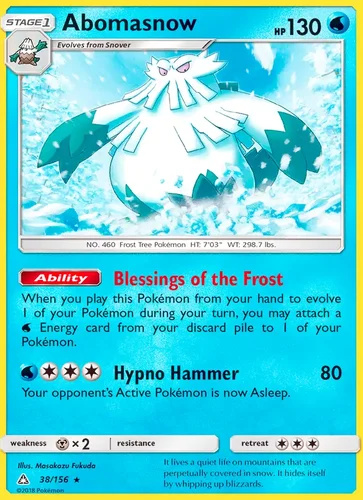 STAGE1 Abomasnow HP 130
Evolves from Snover
NO. 460 Frost Tree Pokémon HT: 7'03" WT: 298.7 lbs.
Ability Blessings of the Frost
When you play this Pokémon from your hand to evolve
1 of your Pokémon during your turn, you may attach a
Energy card from your discard pile to 1 of your
Pokémon.
Hypno Hammer 80
Your opponent's Active Pokémon is now Asleep.
weakness ×2 resistance retreat
Illus. Masakazu Fukuda
38/156 ★
©2018 Pokémon
It lives a quiet life on mountains that are
perpetually covered in snow. It hides itself
by whipping up blizzards.